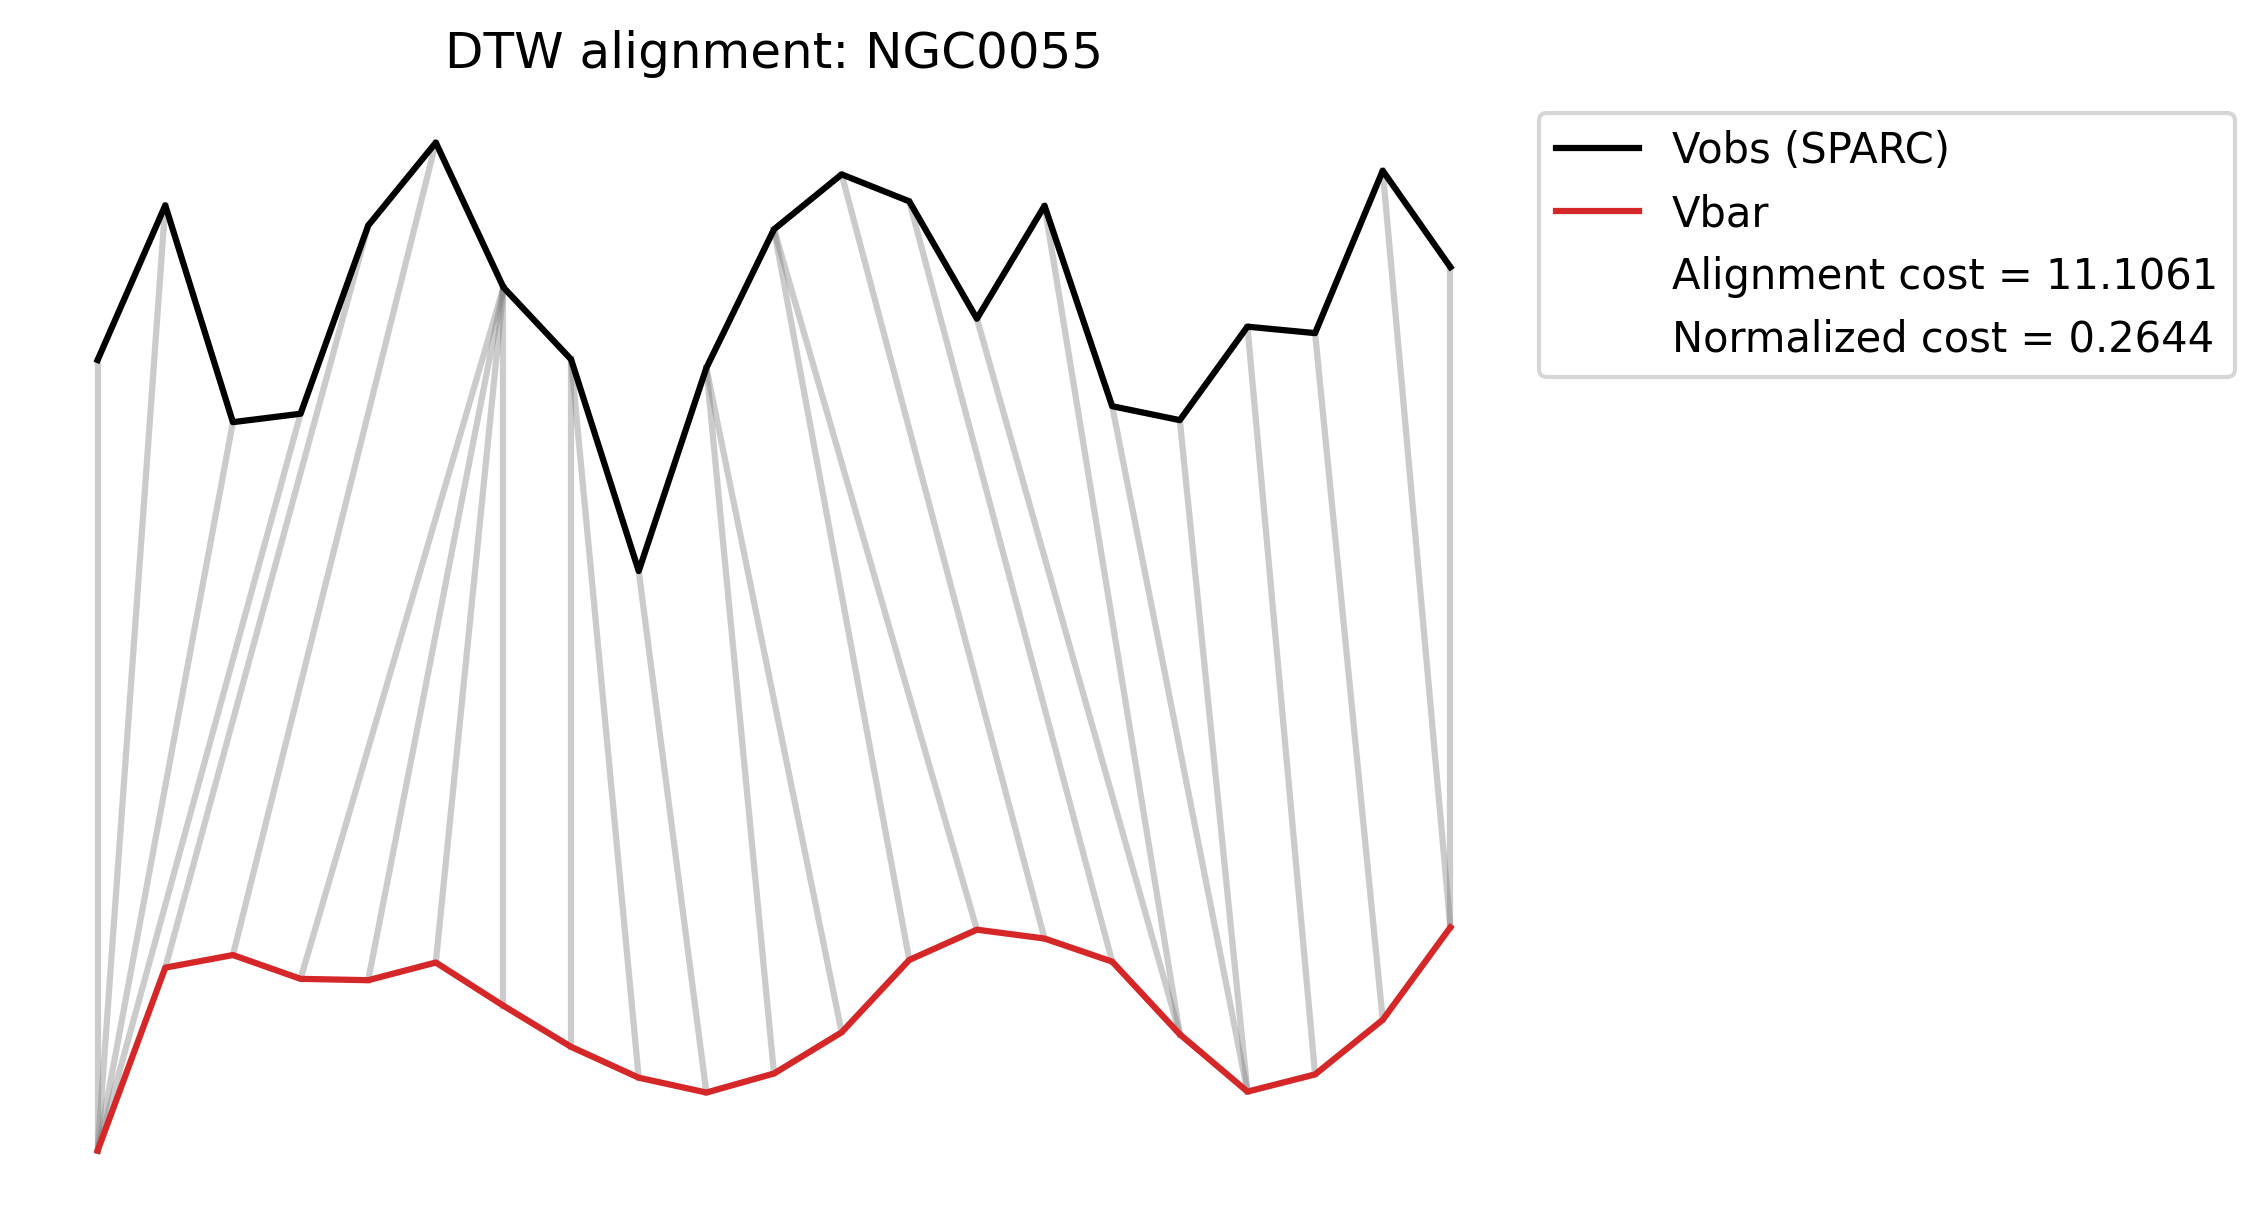 DTW alignment: NGC0055
Vobs (SPARC)
Vbar
Alignment cost = 11.1061
Normalized cost = 0.2644